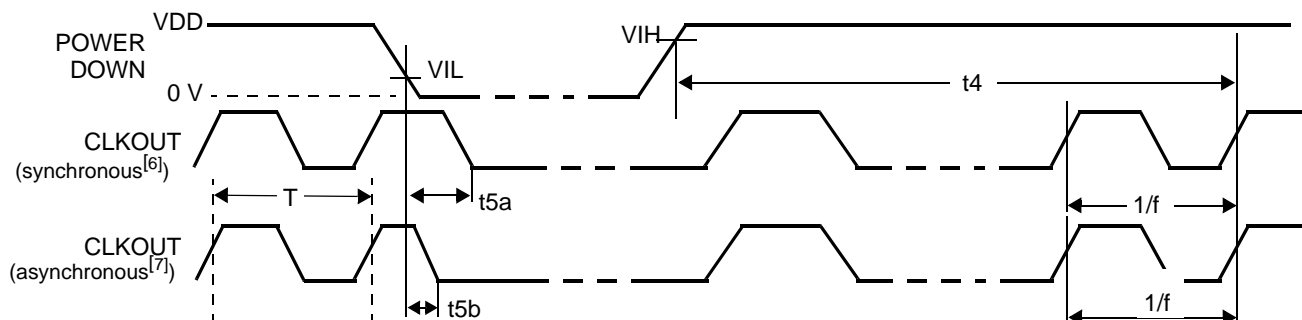 VDD
POWER
DOWN
VIH
VIL
t4
0 V
CLKOUT
(synchronous[6])
T
t5a
1/f
CLKOUT
(asynchronous[7])
t5b
1/f